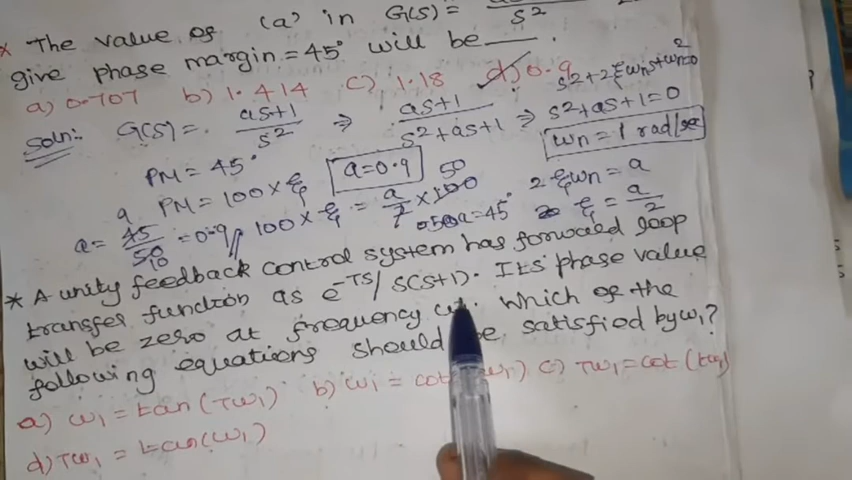 * The value of (a) in G(S)= S²
give phase margin = 45° will be ___.
a) 0.707 b) 1.414 c) 1.18 d) 0.9
Soln: G(S) = as+1/s² ⇒ as+1/s²+as+1 ⇒ s²+as+1=0
s²+2ξωns+ωn²=0
ωn = 1 rad/sec
PM = 45° a=0.9
PM = 100×ξ 2ξωn = a
a = 45/50 = 0.9 100×ξ = a/2 × 100 50a=45° ξ = a/2
* A unity feedback control system has forward loop
transfer function as e^-TS/S(S+1). Its phase value
will be zero at frequency which of the
following equations should be satisfied by ω₁?
a) ω₁ = tan(Tω₁) b) ω₁ = cot ω₁) c) Tω₁ = cot
d) Tω₁ = tan(ω₁)